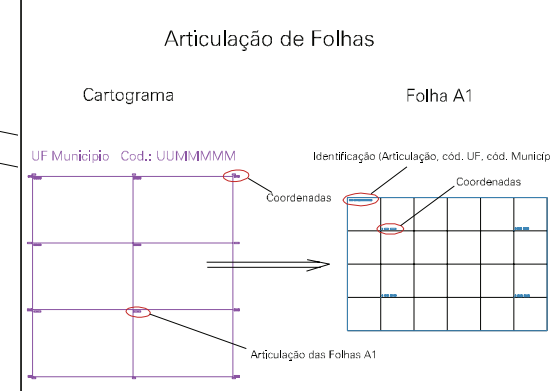 Articulação de Folhas
Cartograma
Folha A1
UF Municipio Cod.: UUMMMMM
Identificação (Articulação, cód. UF, cód. Municíp
Coordenadas
Coordenadas
Articulação das Folhas A1